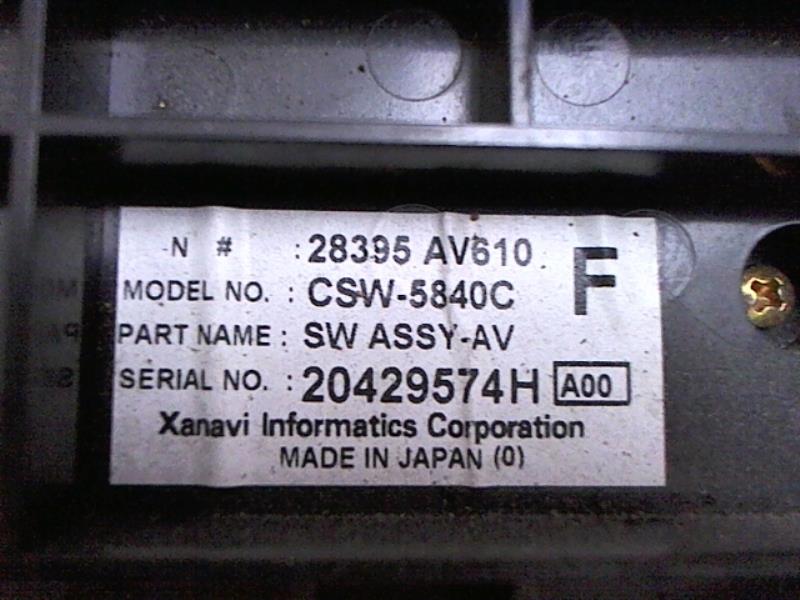 N # : 28395 AV610 F
MODEL NO. : CSW-5840C
PART NAME : SW ASSY-AV
SERIAL NO. : 20429574H A00
Xanavi Informatics Corporation
MADE IN JAPAN (0)